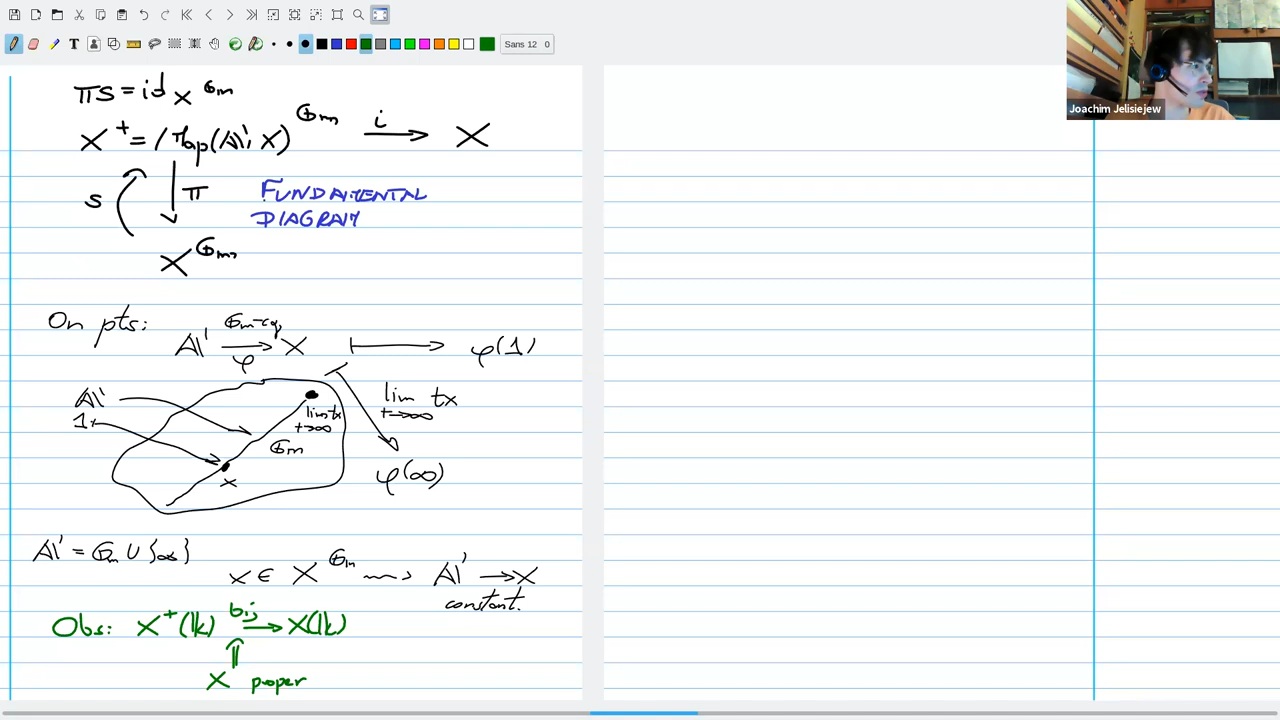 Sans 12 0
Joachim Jelisiejew
πs = id X^𝔾m
X⁺ = Map(𝔸¹, X)^𝔾m →i X
s π FUNDAMENTAL
DIAGRAM
X^𝔾m
On pts: 𝔸¹ →φ 𝔾m-eq. X ⟼ φ(1)
𝔸¹ lim tx
t→∞
1 lim tx
t→∞
𝔾m
x φ(∞)
𝔸¹ = 𝔾m ∪ {∞}
x ∈ X^𝔾m ⇝ 𝔸¹ → X
constant.
Obs: X⁺(𝕜) →bij X(𝕜)
⇑
X proper